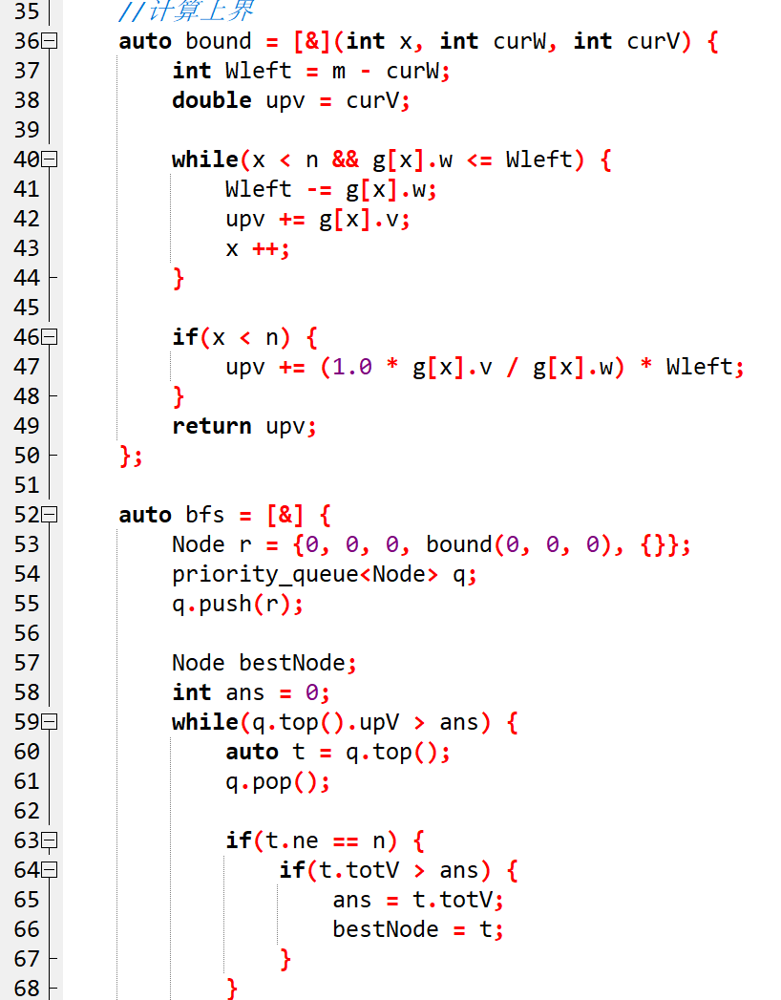 35 //计算上界
36 auto bound = [&](int x, int curW, int curV) {
37 int Wleft = m - curW;
38 double upv = curV;
39
40 while(x < n && g[x].w <= Wleft) {
41 Wleft -= g[x].w;
42 upv += g[x].v;
43 x ++;
44 }
45
46 if(x < n) {
47 upv += (1.0 * g[x].v / g[x].w) * Wleft;
48 }
49 return upv;
50 };
51
52 auto bfs = [&] {
53 Node r = {0, 0, 0, bound(0, 0, 0), {}};
54 priority_queue<Node> q;
55 q.push(r);
56
57 Node bestNode;
58 int ans = 0;
59 while(q.top().upV > ans) {
60 auto t = q.top();
61 q.pop();
62
63 if(t.ne == n) {
64 if(t.totV > ans) {
65 ans = t.totV;
66 bestNode = t;
67 }
68 }